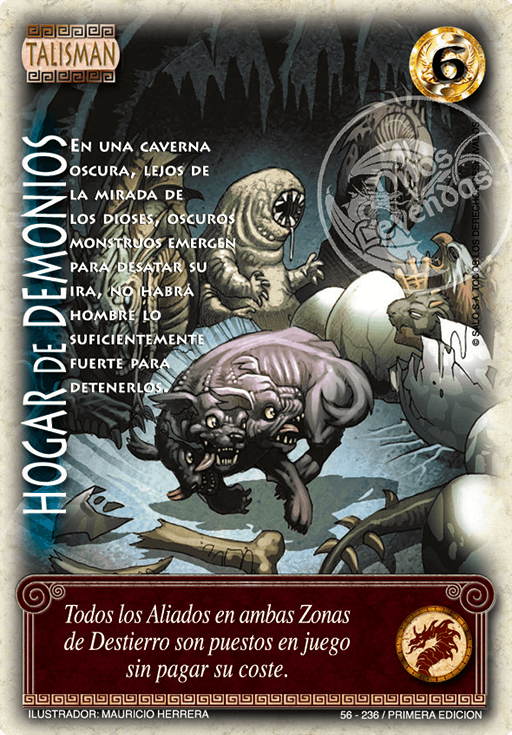 TALISMAN
6
HOGAR DE DEMONIOS
EN UNA CAVERNA
OSCURA, LEJOS DE
LA MIRADA DE
LOS DIOSES, OSCUROS
MONSTRUOS EMERGEN
PARA DESATAR SU
IRA, NO HABRÁ
HOMBRE LO
SUFICIENTEMENTE
FUERTE PARA
DETENERLOS.
Mitos
y
Leyendas
Todos los Aliados en ambas Zonas
de Destierro son puestos en juego
sin pagar su coste.
ILUSTRADOR: MAURICIO HERRERA
56 - 236 / PRIMERA EDICION